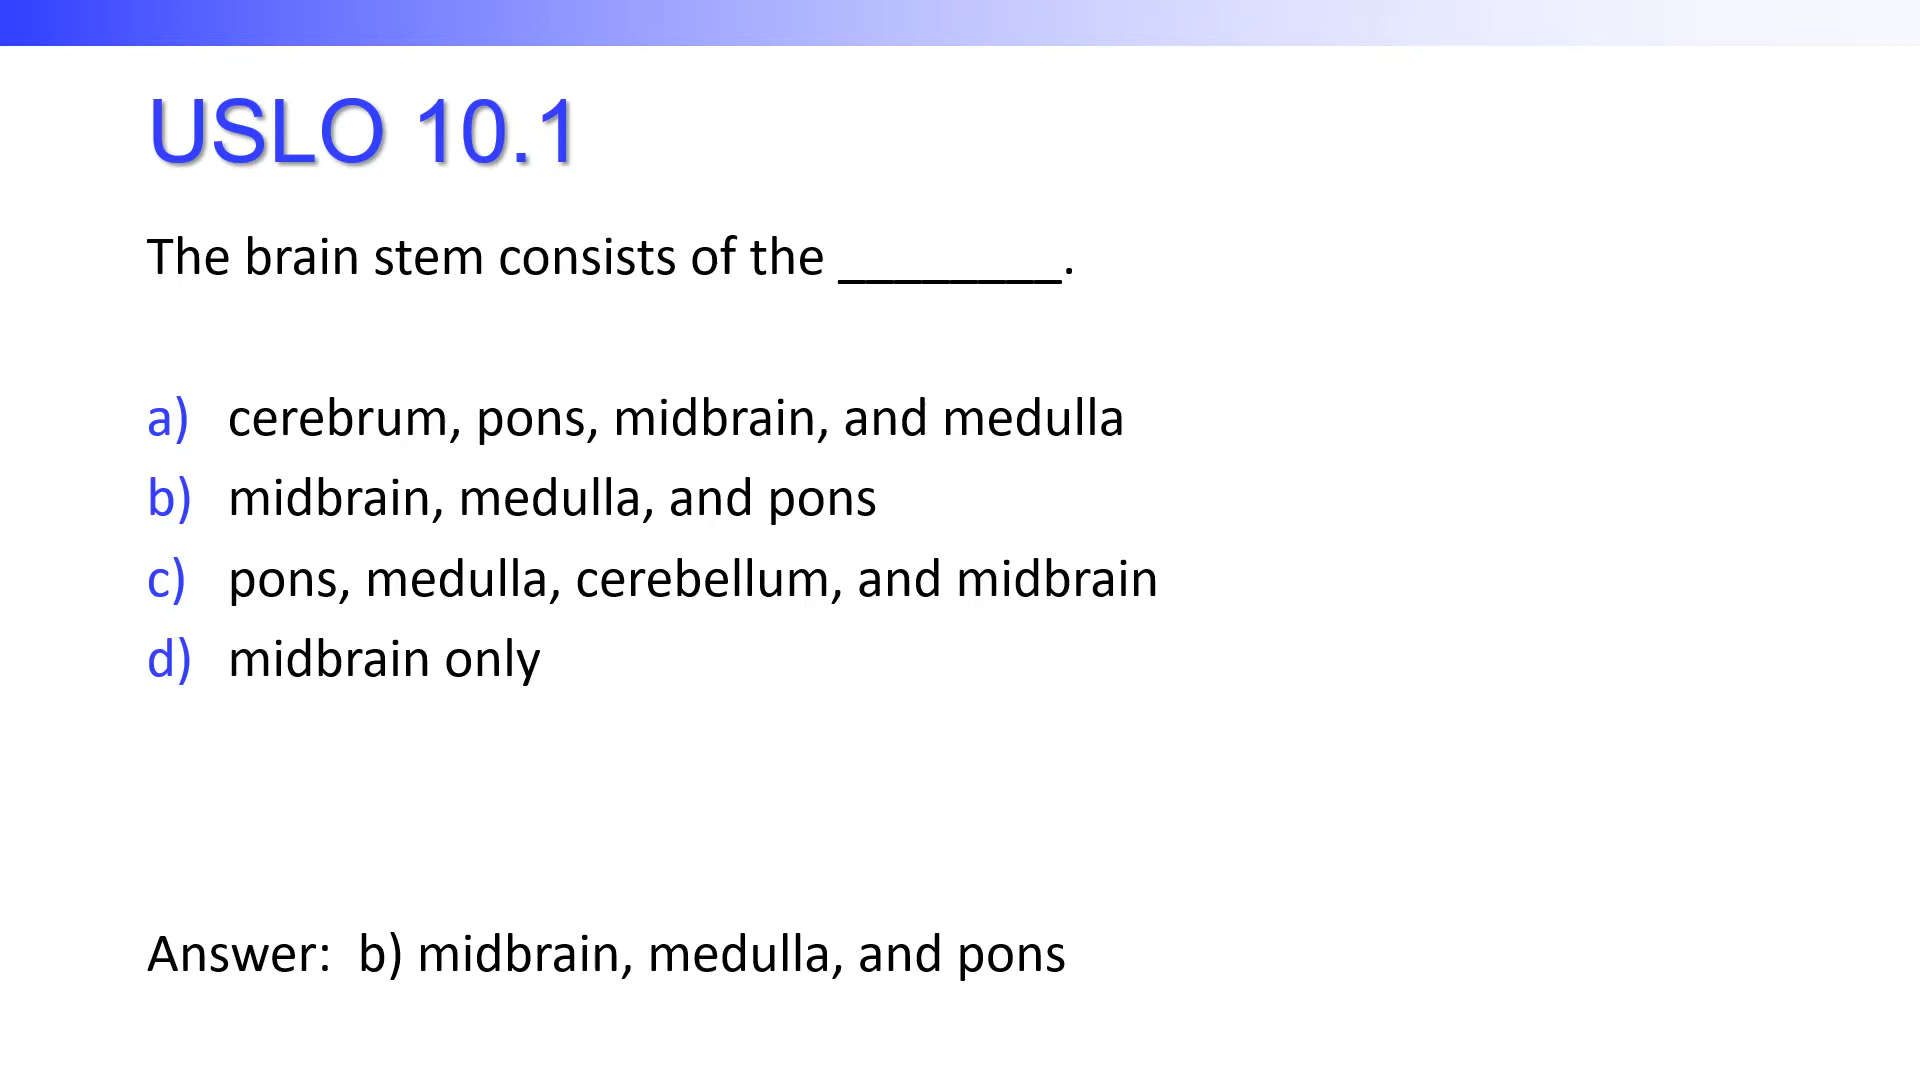 USLO 10.1
The brain stem consists of the ________.
a) cerebrum, pons, midbrain, and medulla
b) midbrain, medulla, and pons
c) pons, medulla, cerebellum, and midbrain
d) midbrain only
Answer: b) midbrain, medulla, and pons